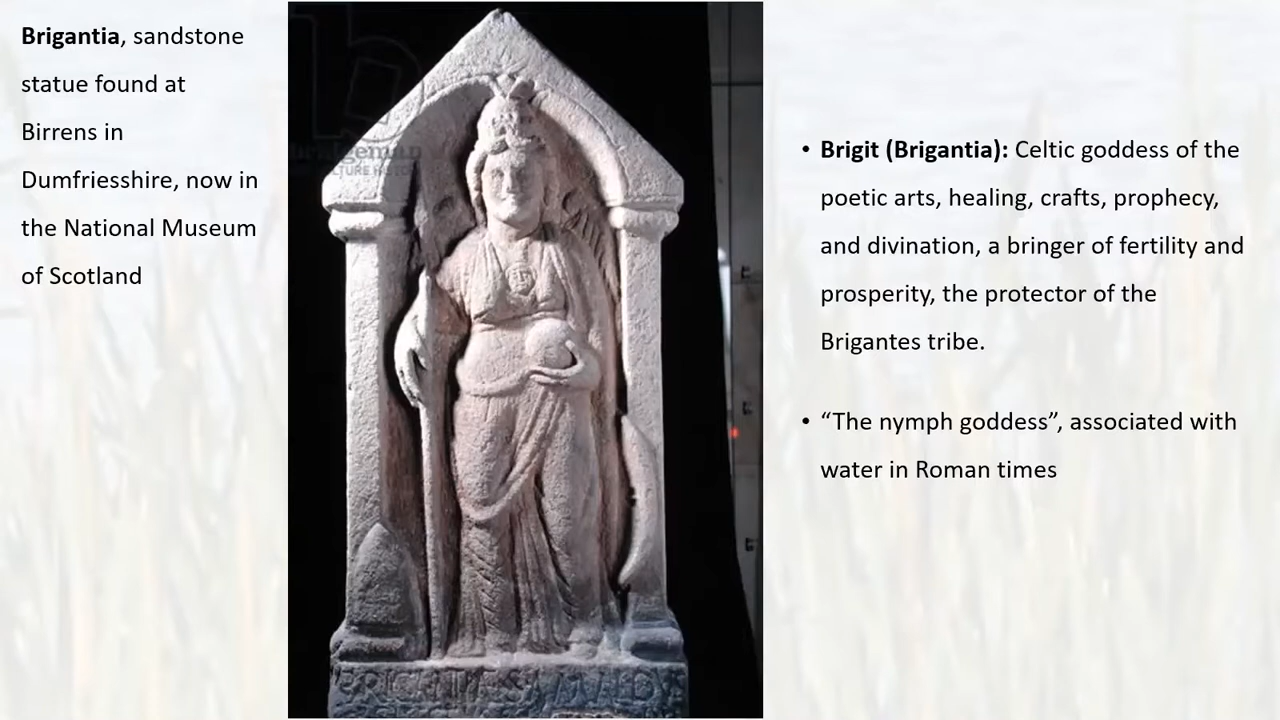 Brigantia, sandstone
statue found at
Birrens in
Dumfriesshire, now in
the National Museum
of Scotland
• Brigit (Brigantia): Celtic goddess of the
poetic arts, healing, crafts, prophecy,
and divination, a bringer of fertility and
prosperity, the protector of the
Brigantes tribe.
• “The nymph goddess”, associated with
water in Roman times